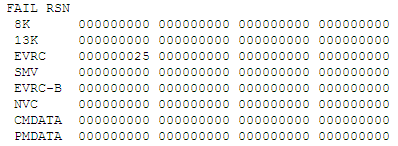 FAIL RSN
8K 000000000 000000000 000000000 000000000
13K 000000000 000000000 000000000 000000000
EVRC 000000025 000000000 000000000 000000000
SMV 000000000 000000000 000000000 000000000
EVRC-B 000000000 000000000 000000000 000000000
NVC 000000000 000000000 000000000 000000000
CMDATA 000000000 000000000 000000000 000000000
PMDATA 000000000 000000000 000000000 000000000